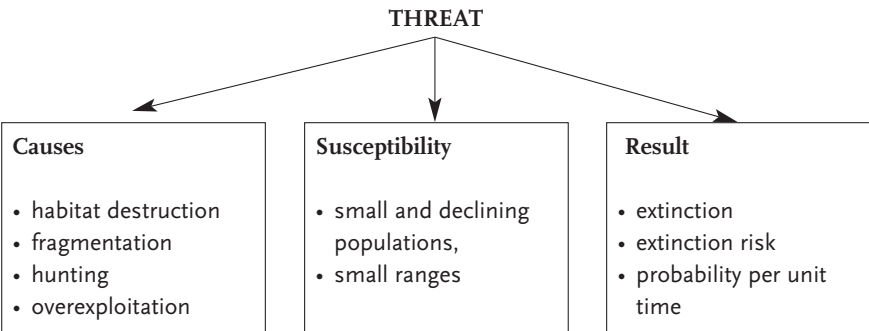 THREAT
Causes
• habitat destruction
• fragmentation
• hunting
• overexploitation
Susceptibility
• small and declining
populations,
• small ranges
Result
• extinction
• extinction risk
• probability per unit
time